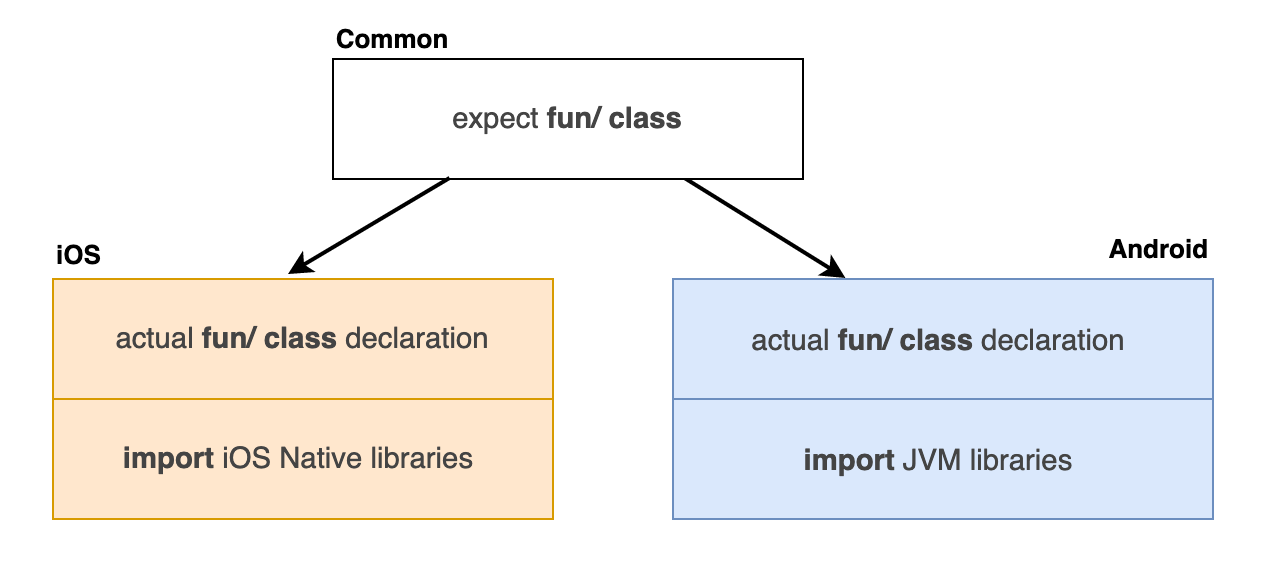 Common
expect fun/ class
iOS
actual fun/ class declaration
import iOS Native libraries
Android
actual fun/ class declaration
import JVM libraries